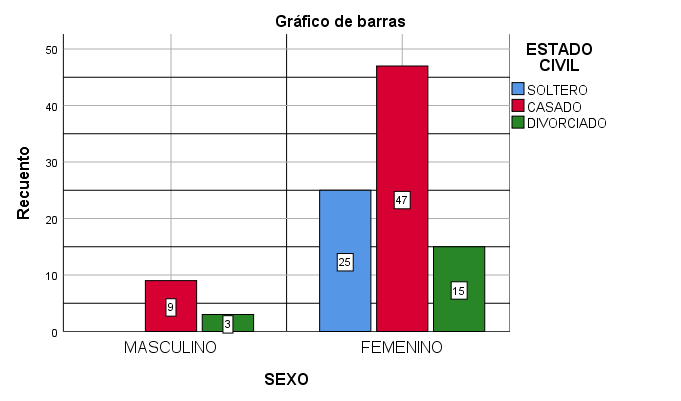 Gráfico de barras
ESTADO
CIVIL
SOLTERO
CASADO
DIVORCIADO
Recuento
50
40
30
20
10
0
9
3
25
47
15
MASCULINO
FEMENINO
SEXO